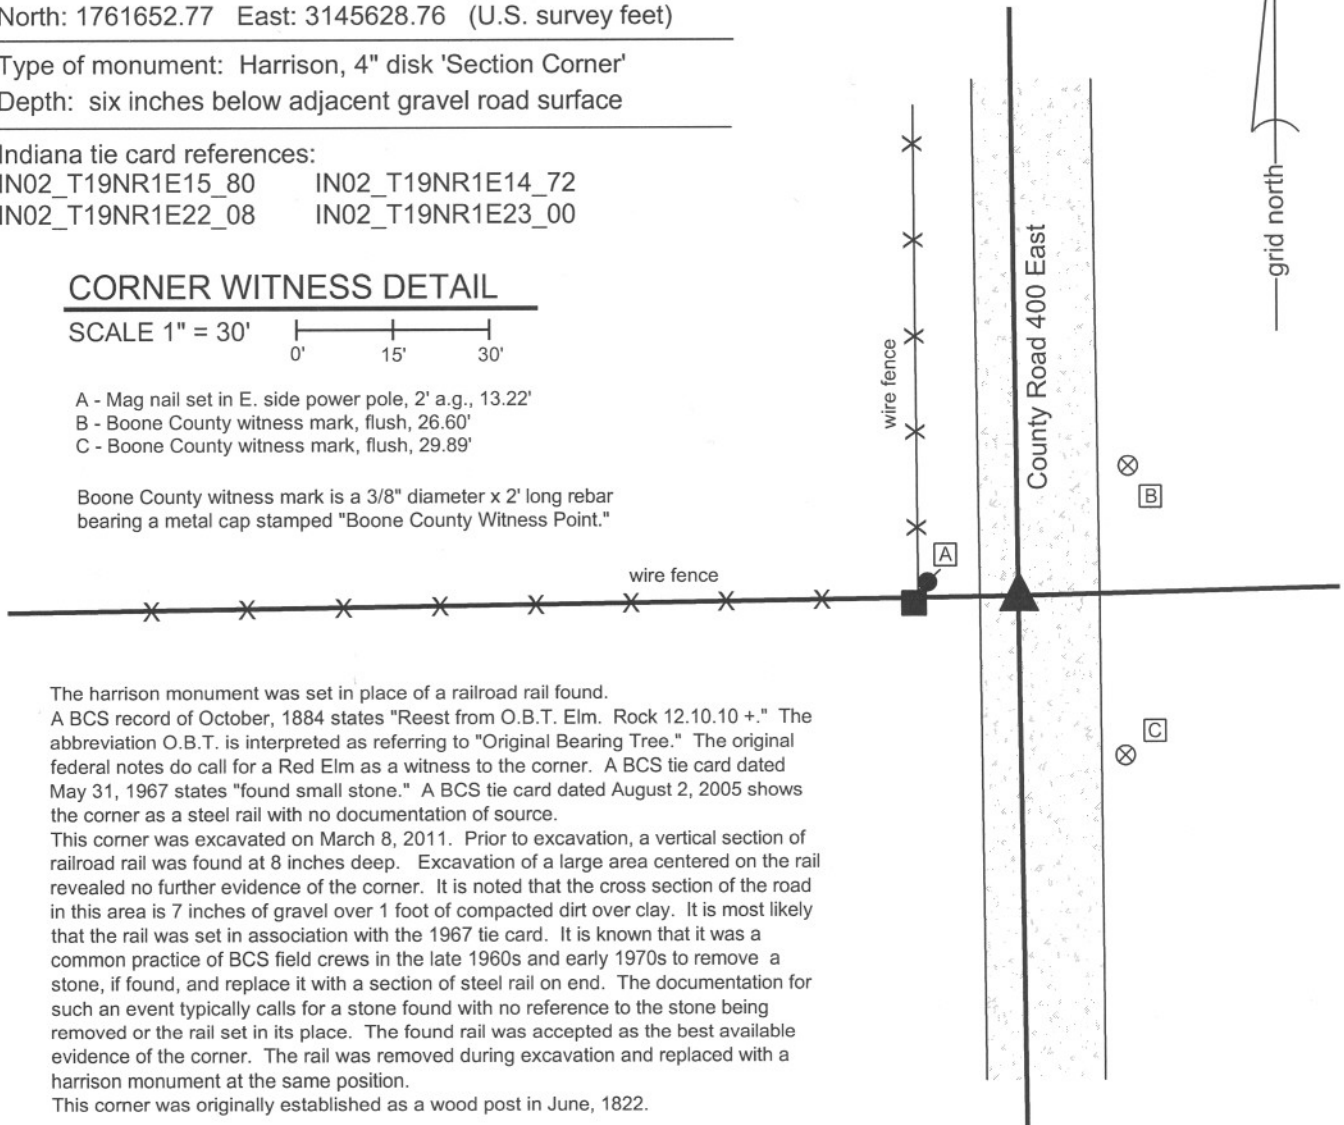 North: 1761652.77 East: 3145628.76 (U.S. survey feet)
Type of monument: Harrison, 4" disk 'Section Corner'
Depth: six inches below adjacent gravel road surface
Indiana tie card references:
IN02_T19NR1E15_80 IN02_T19NR1E14_72
IN02_T19NR1E22_08 IN02_T19NR1E23_00
CORNER WITNESS DETAIL
SCALE 1" = 30'
0' 15' 30'
A - Mag nail set in E. side power pole, 2' a.g., 13.22'
B - Boone County witness mark, flush, 26.60'
C - Boone County witness mark, flush, 29.89'
Boone County witness mark is a 3/8" diameter x 2' long rebar
bearing a metal cap stamped "Boone County Witness Point."
wire fence
wire fence
County Road 400 East
grid north
A
B
C
The harrison monument was set in place of a railroad rail found.
A BCS record of October, 1884 states "Reest from O.B.T. Elm. Rock 12.10.10 +." The
abbreviation O.B.T. is interpreted as referring to "Original Bearing Tree." The original
federal notes do call for a Red Elm as a witness to the corner. A BCS tie card dated
May 31, 1967 states "found small stone." A BCS tie card dated August 2, 2005 shows
the corner as a steel rail with no documentation of source.
This corner was excavated on March 8, 2011. Prior to excavation, a vertical section of
railroad rail was found at 8 inches deep. Excavation of a large area centered on the rail
revealed no further evidence of the corner. It is noted that the cross section of the road
in this area is 7 inches of gravel over 1 foot of compacted dirt over clay. It is most likely
that the rail was set in association with the 1967 tie card. It is known that it was a
common practice of BCS field crews in the late 1960s and early 1970s to remove a
stone, if found, and replace it with a section of steel rail on end. The documentation for
such an event typically calls for a stone found with no reference to the stone being
removed or the rail set in its place. The found rail was accepted as the best available
evidence of the corner. The rail was removed during excavation and replaced with a
harrison monument at the same position.
This corner was originally established as a wood post in June, 1822.